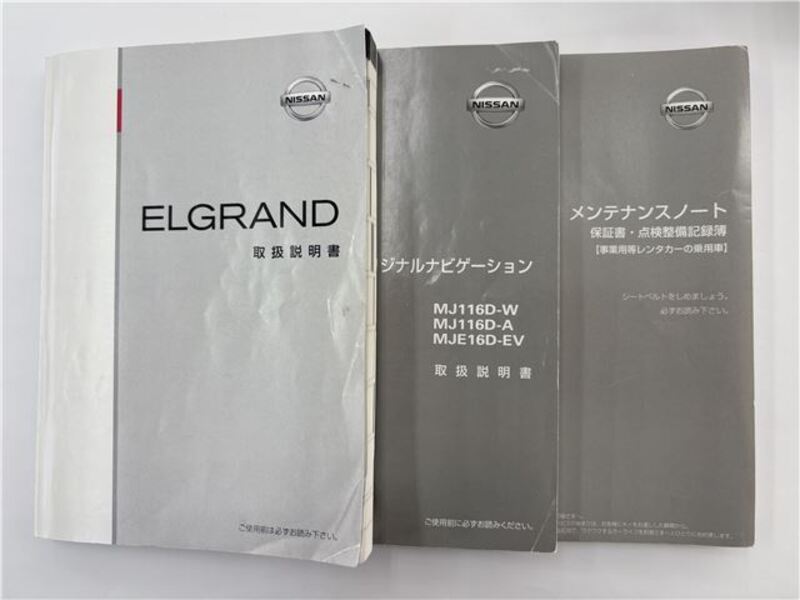 NISSAN
ELGRAND
取扱説明書
ご使用前は必ずお読み下さい。
NISSAN
ジナルナビゲーション
MJ116D-W
MJ116D-A
MJE16D-EV
取扱説明書
ご使用前に必ずお読みください。
NISSAN
メンテナンスノート
保証書・点検整備記録簿
【事業用等レンタカーの乗用車】
シートベルトをしめましょう。
必ずお読み下さい。